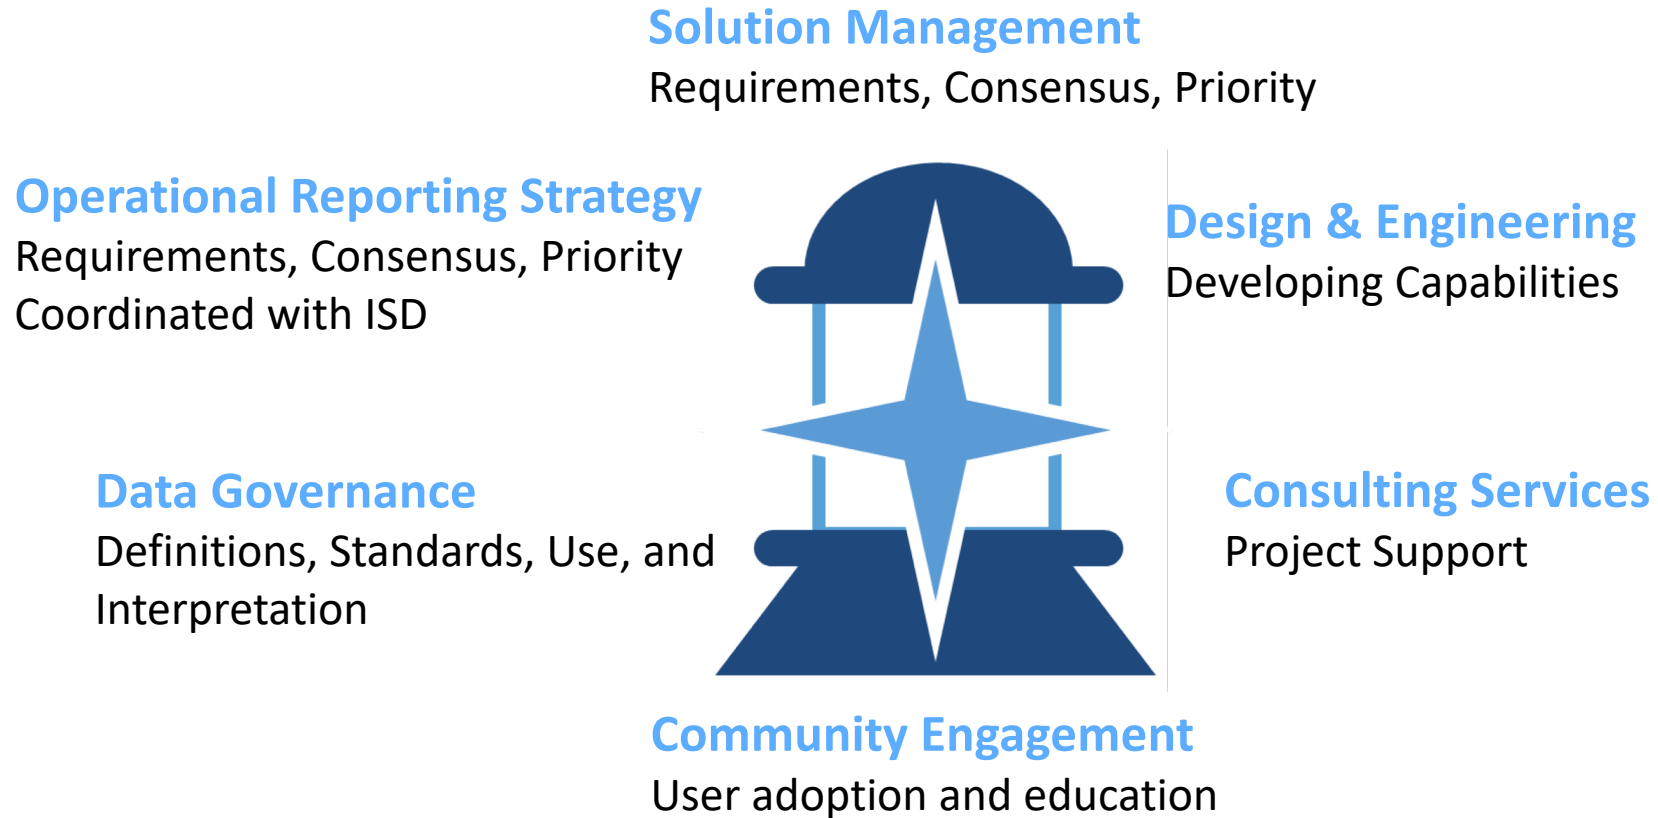 Solution Management
Requirements, Consensus, Priority
Operational Reporting Strategy
Requirements, Consensus, Priority
Coordinated with ISD
Design & Engineering
Developing Capabilities
Data Governance
Definitions, Standards, Use, and
Interpretation
Consulting Services
Project Support
Community Engagement
User adoption and education